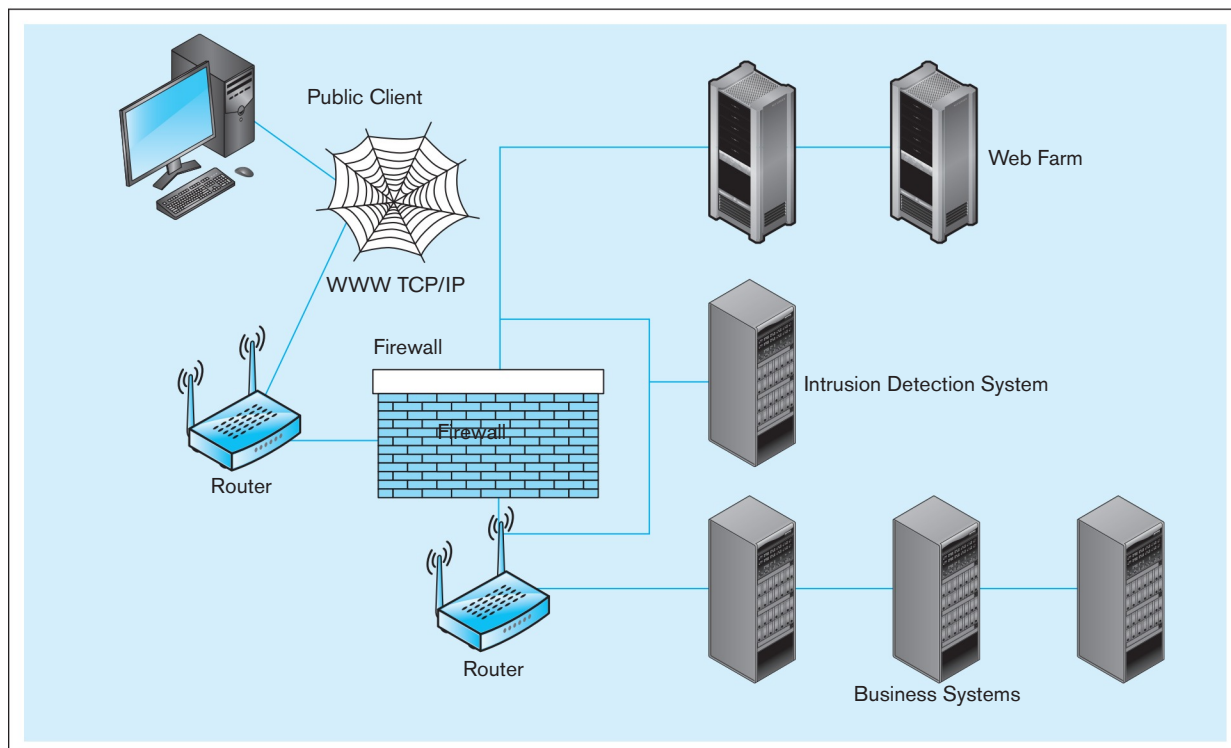 Public Client
Web Farm
WWW TCP/IP
Firewall
Intrusion Detection System
Firewall
Router
Router
Business Systems